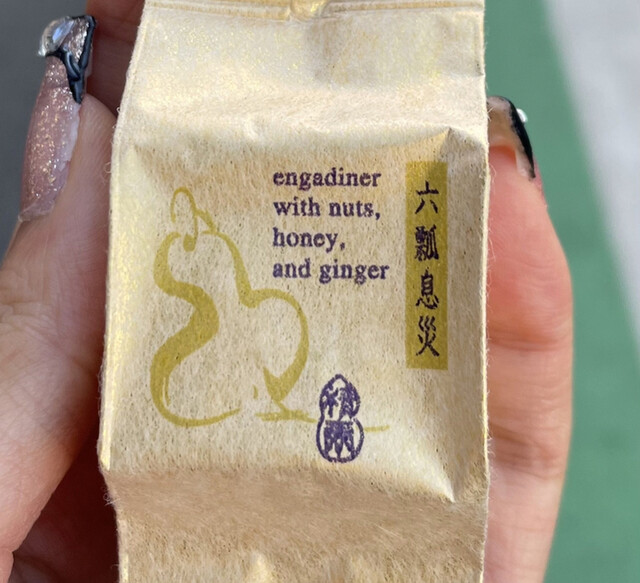 engadiner
with nuts,
honey,
and ginger
六瓢息災